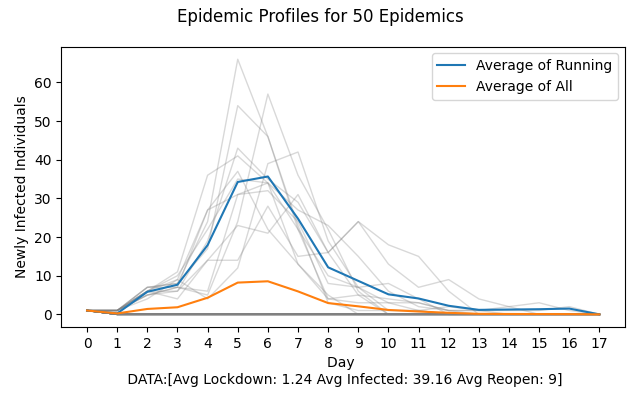 Epidemic Profiles for 50 Epidemics
Average of Running
Average of All
Newly Infected Individuals
60
50
40
30
20
10
0
0 1 2 3 4 5 6 7 8 9 10 11 12 13 14 15 16 17
Day
DATA:[Avg Lockdown: 1.24 Avg Infected: 39.16 Avg Reopen: 9]